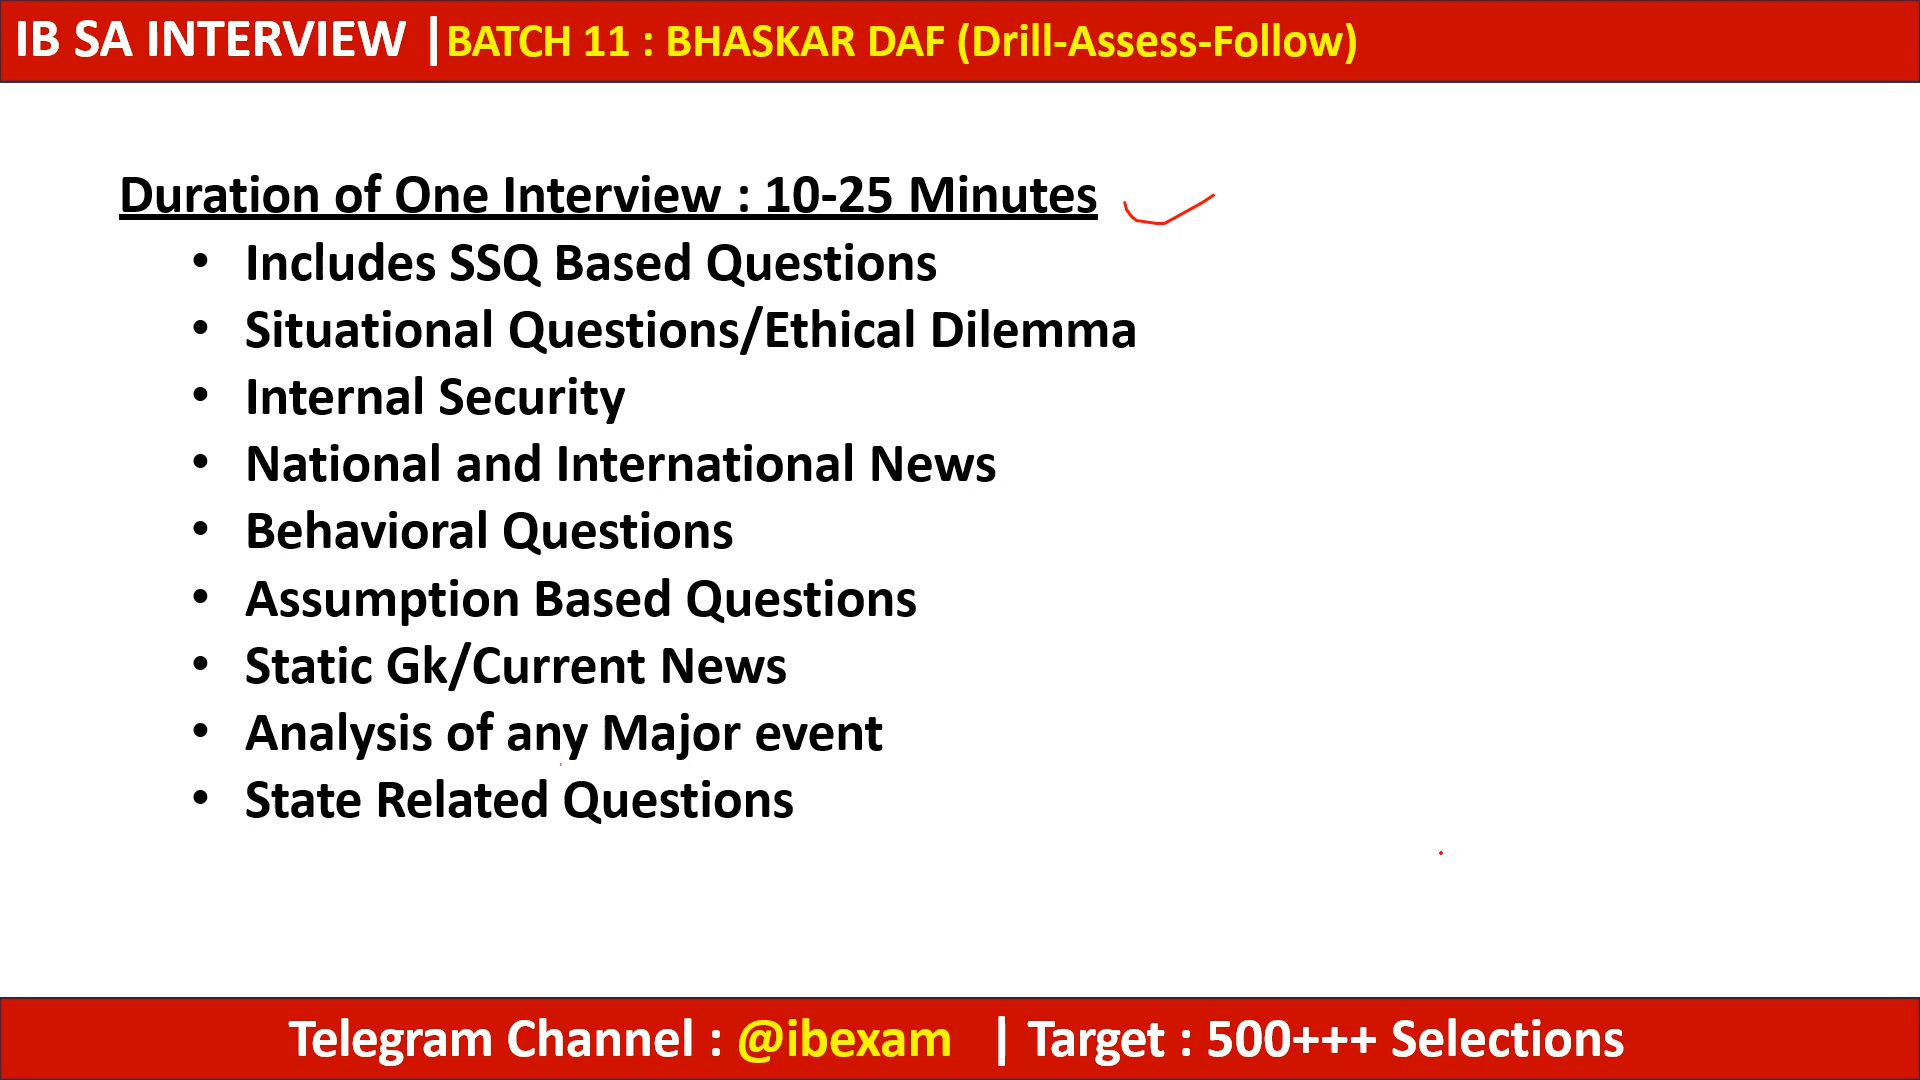 IB SA INTERVIEW | BATCH 11 : BHASKAR DAF (Drill-Assess-Follow)
Duration of One Interview : 10-25 Minutes
• Includes SSQ Based Questions
• Situational Questions/Ethical Dilemma
• Internal Security
• National and International News
• Behavioral Questions
• Assumption Based Questions
• Static Gk/Current News
• Analysis of any Major event
• State Related Questions
Telegram Channel : @ibexam | Target : 500+++ Selections